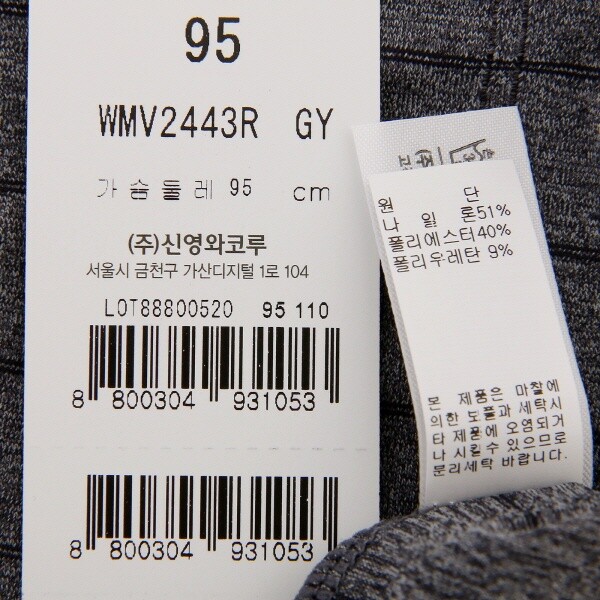 95
WMV2443R GY
가슴둘레 95 cm
(주)신영와코루
서울시 금천구 가산디지털 1로 104
LOT88800520 95 110
8 800304 931053
8 800304 931053
원 단
나 일 론51%
폴리에스터40%
폴리우레탄 9%
본 제품은 마찰에
의한 보풀과 세탁시
타 제품에 오염되거
나 시킬수 있으므로
분리세탁 바랍니다.